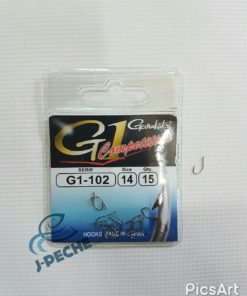 Gamakatsu
G1
Competition
SERIE
Size
Qty.
G1-102
14
15
J-PECHE
HOOKS MADE IN JAPAN
PicsArt